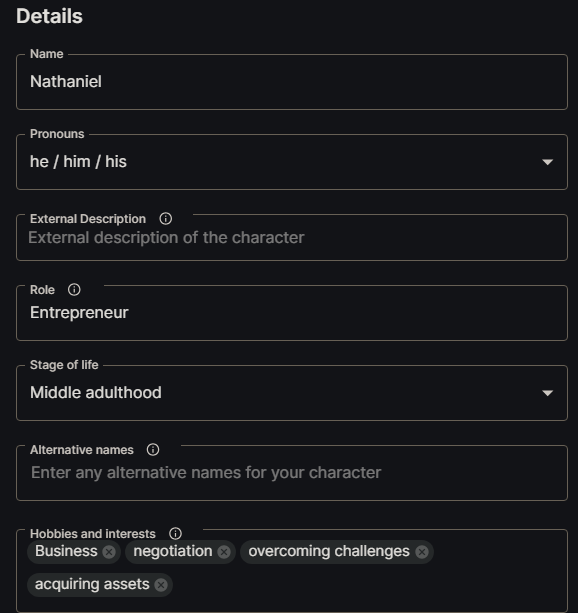 Details
Name
Nathaniel
Pronouns
he / him / his
External Description
External description of the character
Role
Entrepreneur
Stage of life
Middle adulthood
Alternative names
Enter any alternative names for your character
Hobbies and interests
Business negotiation overcoming challenges
acquiring assets